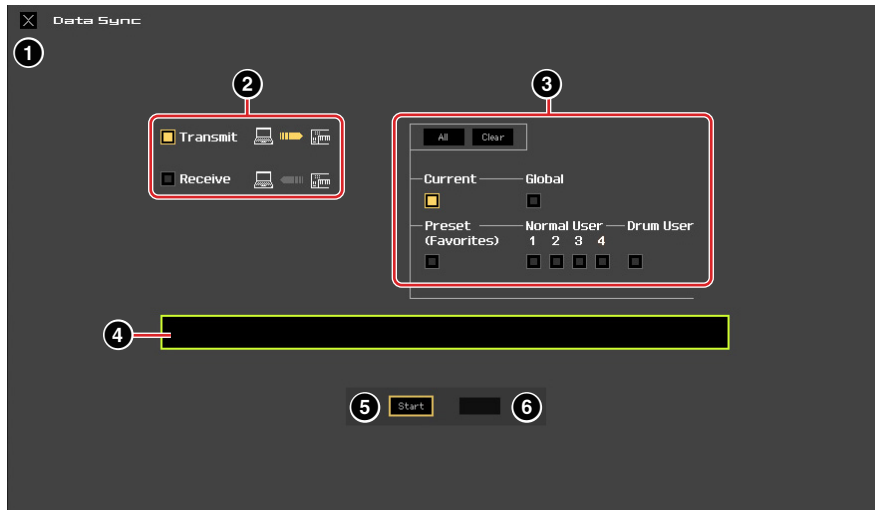 X Data Sync
1
2
3
Transmit
Receive
All Clear
Current Global
Preset Normal User Drum User
(Favorites) 1 2 3 4
4
5 Start 6